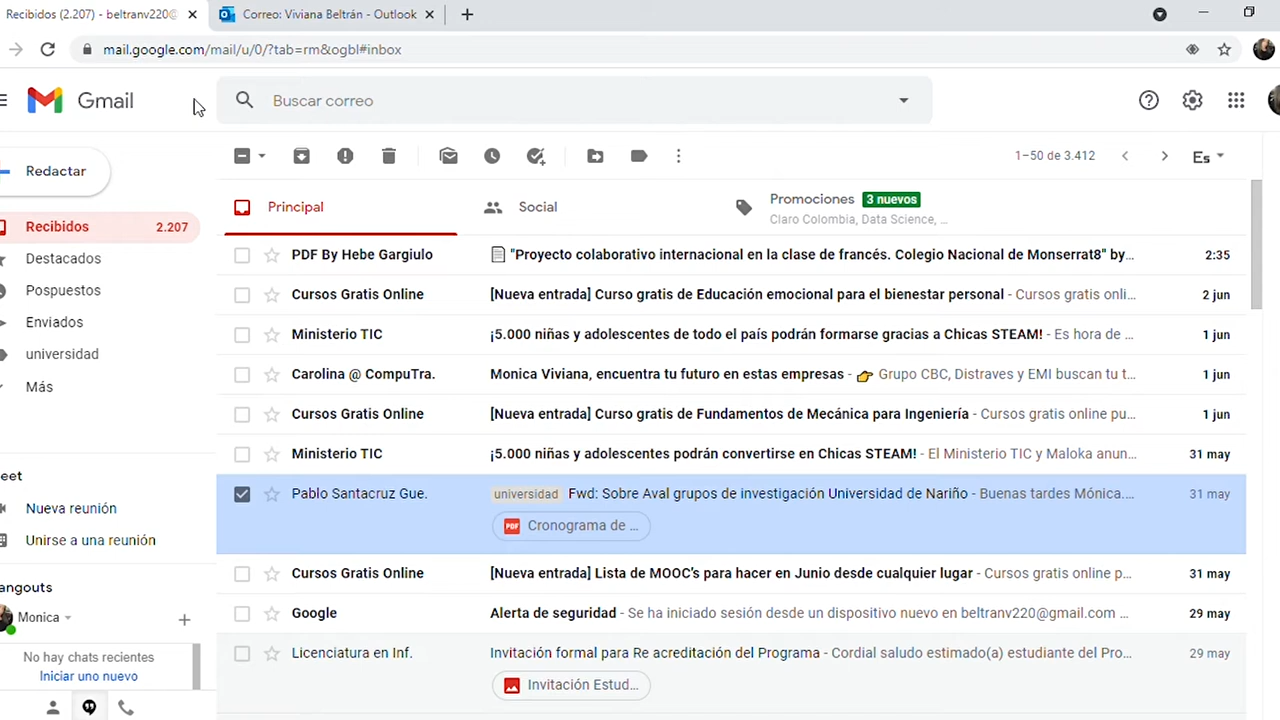 Recibidos (2.207) - beltranv220@
Correo: Viviana Beltrán - Outlook
mail.google.com/mail/u/0/?tab=rm&ogbl#inbox
Gmail
Buscar correo
Redactar
1–50 de 3.412
Es
Principal
Social
Promociones 3 nuevos
Claro Colombia, Data Science, ...
Recibidos 2.207
Destacados
Pospuestos
Enviados
universidad
Más
PDF By Hebe Gargiulo "Proyecto colaborativo internacional en la clase de francés. Colegio Nacional de Monserrat8" by... 2:35
Cursos Gratis Online [Nueva entrada] Curso gratis de Educación emocional para el bienestar personal - Cursos gratis onli... 2 jun
Ministerio TIC ¡5.000 niñas y adolescentes de todo el país podrán formarse gracias a Chicas STEAM! - Es hora de ... 1 jun
Carolina @ CompuTra. Monica Viviana, encuentra tu futuro en estas empresas - 👉 Grupo CBC, Distraves y EMI buscan tu t... 1 jun
Cursos Gratis Online [Nueva entrada] Curso gratis de Fundamentos de Mecánica para Ingeniería - Cursos gratis online pu... 1 jun
Ministerio TIC ¡5.000 niñas y adolescentes podrán convertirse en Chicas STEAM! - El Ministerio TIC y Maloka anun... 31 may
Pablo Santacruz Gue. universidad Fwd: Sobre Aval grupos de investigación Universidad de Nariño - Buenas tardes Mónica.... 31 may
PDF Cronograma de ...
Cursos Gratis Online [Nueva entrada] Lista de MOOC's para hacer en Junio desde cualquier lugar - Cursos gratis online p... 31 may
Google Alerta de seguridad - Se ha iniciado sesión desde un dispositivo nuevo en beltranv220@gmail.com ... 29 may
Licenciatura en Inf. Invitación formal para Re acreditación del Programa - Cordial saludo estimado(a) estudiante del Pro... 29 may
Invitación Estud...
eet
Nueva reunión
Unirse a una reunión
angouts
Monica
No hay chats recientes
Iniciar uno nuevo